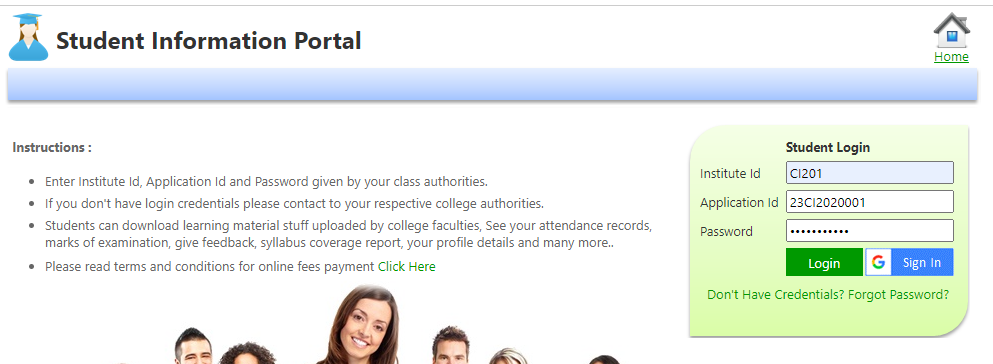 Student Information Portal
Home
Instructions :
Enter Institute Id, Application Id and Password given by your class authorities.
If you don't have login credentials please contact to your respective college authorities.
Students can download learning material stuff uploaded by college faculties, See your attendance records,
marks of examination, give feedback, syllabus coverage report, your profile details and many more..
Please read terms and conditions for online fees payment Click Here
Student Login
Institute Id CI201
Application Id 23CI2020001
Password •••••••••••
Login G Sign In
Don't Have Credentials? Forgot Password?